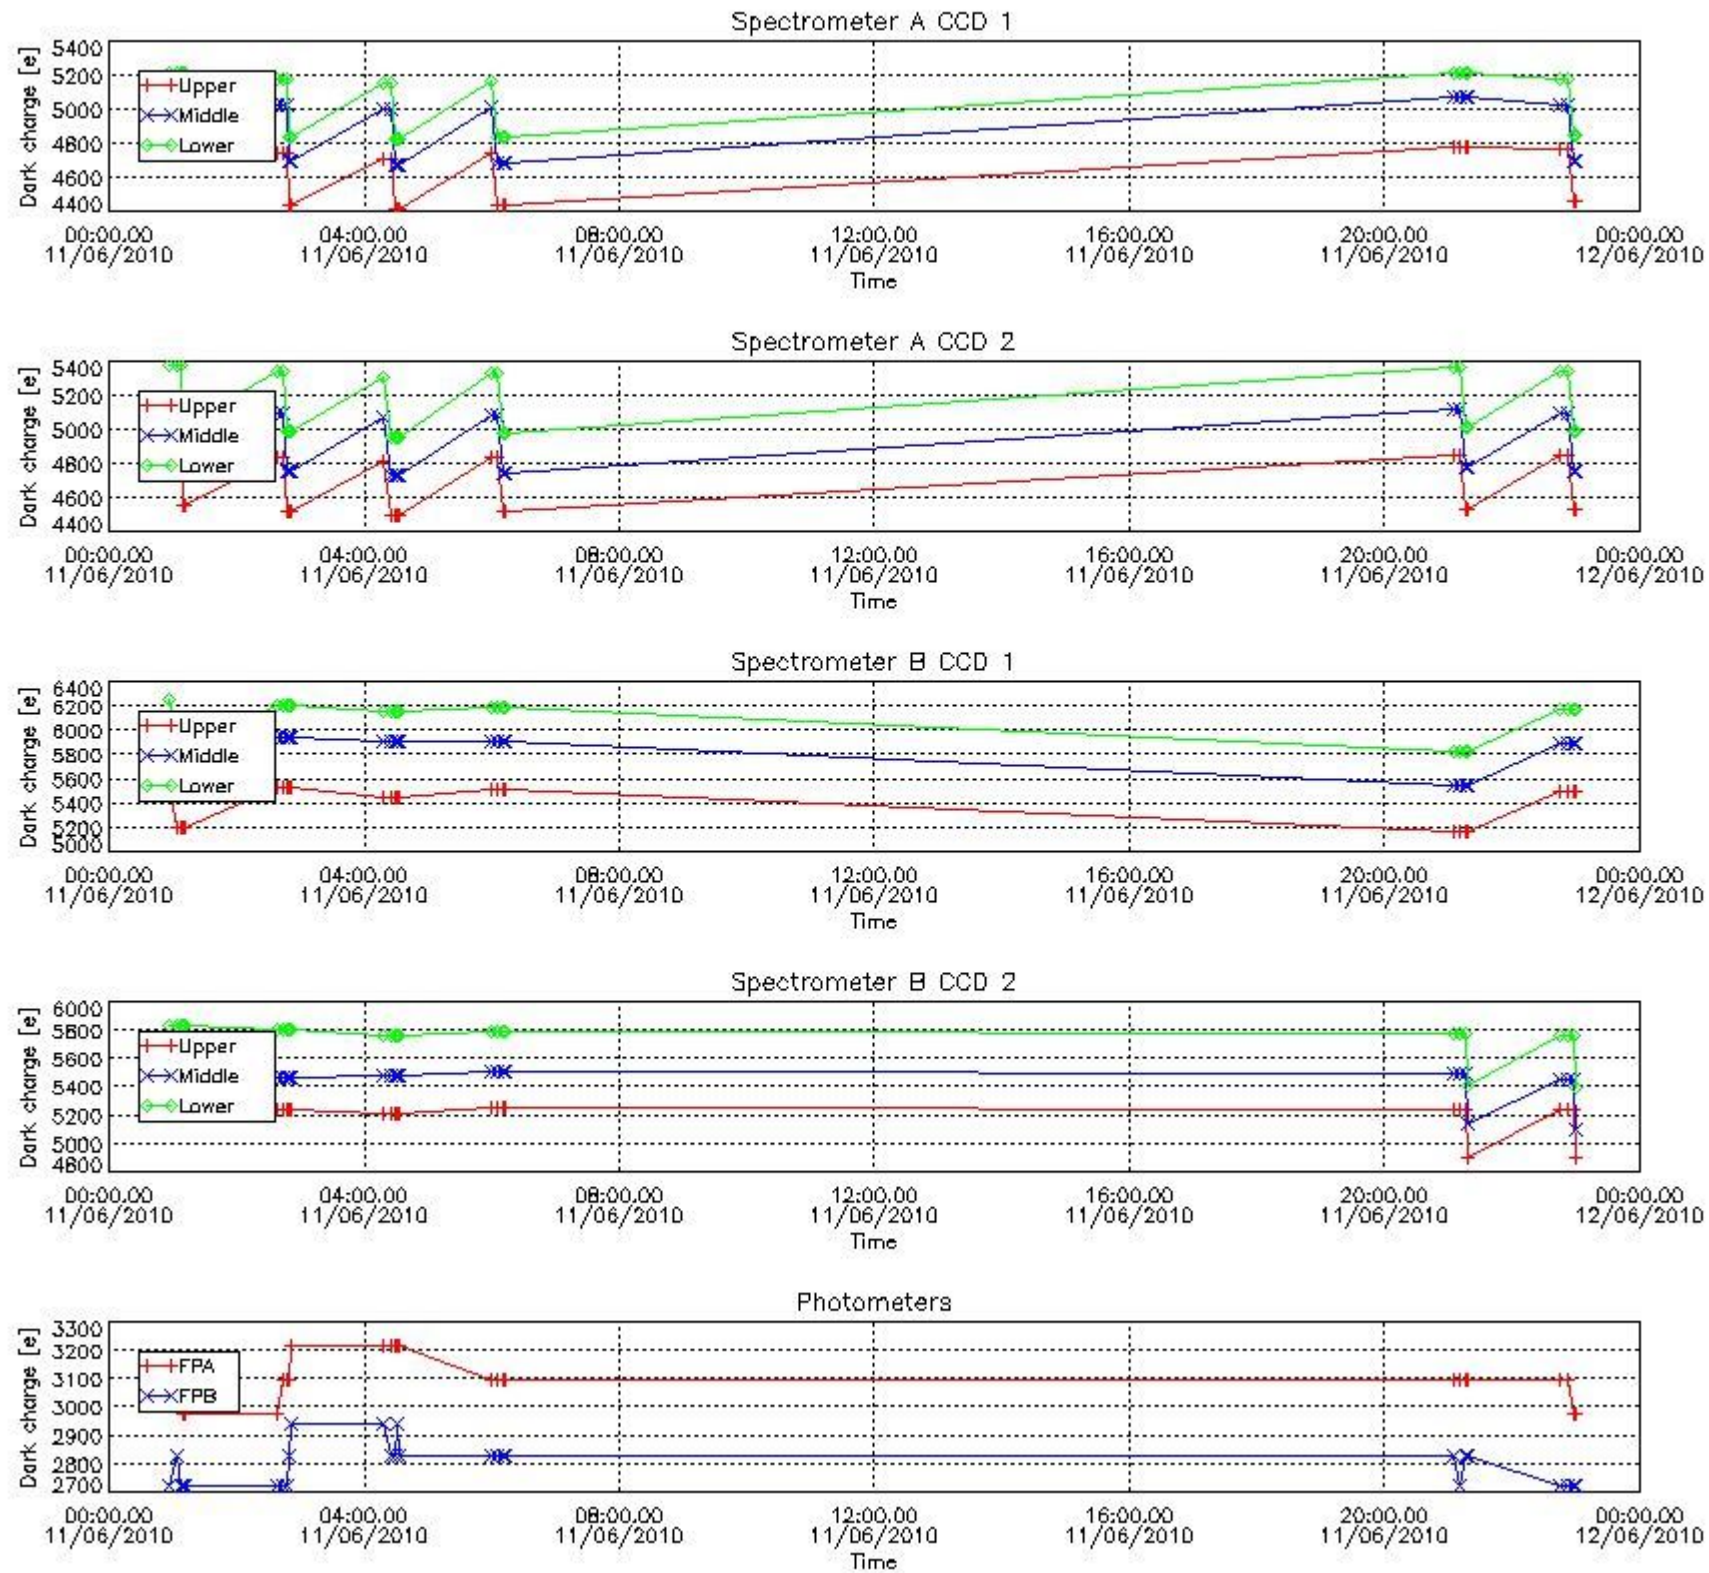 Spectrometer A CCD 1
Dark charge [e]
5400
5200
5000
4800
4600
4400
Upper
Middle
Lower
00:00.00 04:00.00 08:00.00 12:00.00 16:00.00 20:00.00 00:00.00
11/06/2010 11/06/2010 11/06/2010 11/06/2010 11/06/2010 11/06/2010 12/06/2010
Time
Spectrometer A CCD 2
Dark charge [e]
5400
5200
5000
4800
4600
4400
Upper
Middle
Lower
00:00.00 04:00.00 08:00.00 12:00.00 16:00.00 20:00.00 00:00.00
11/06/2010 11/06/2010 11/06/2010 11/06/2010 11/06/2010 11/06/2010 12/06/2010
Time
Spectrometer B CCD 1
Dark charge [e]
6400
6200
6000
5800
5600
5400
5200
5000
Upper
Middle
Lower
00:00.00 04:00.00 08:00.00 12:00.00 16:00.00 20:00.00 00:00.00
11/06/2010 11/06/2010 11/06/2010 11/06/2010 11/06/2010 11/06/2010 12/06/2010
Time
Spectrometer B CCD 2
Dark charge [e]
6000
5800
5600
5400
5200
5000
4800
Upper
Middle
Lower
00:00.00 04:00.00 08:00.00 12:00.00 16:00.00 20:00.00 00:00.00
11/06/2010 11/06/2010 11/06/2010 11/06/2010 11/06/2010 11/06/2010 12/06/2010
Time
Photometers
Dark charge [e]
3300
3200
3100
3000
2900
2800
2700
FPA
FPB
00:00.00 04:00.00 08:00.00 12:00.00 16:00.00 20:00.00 00:00.00
11/06/2010 11/06/2010 11/06/2010 11/06/2010 11/06/2010 11/06/2010 12/06/2010
Time